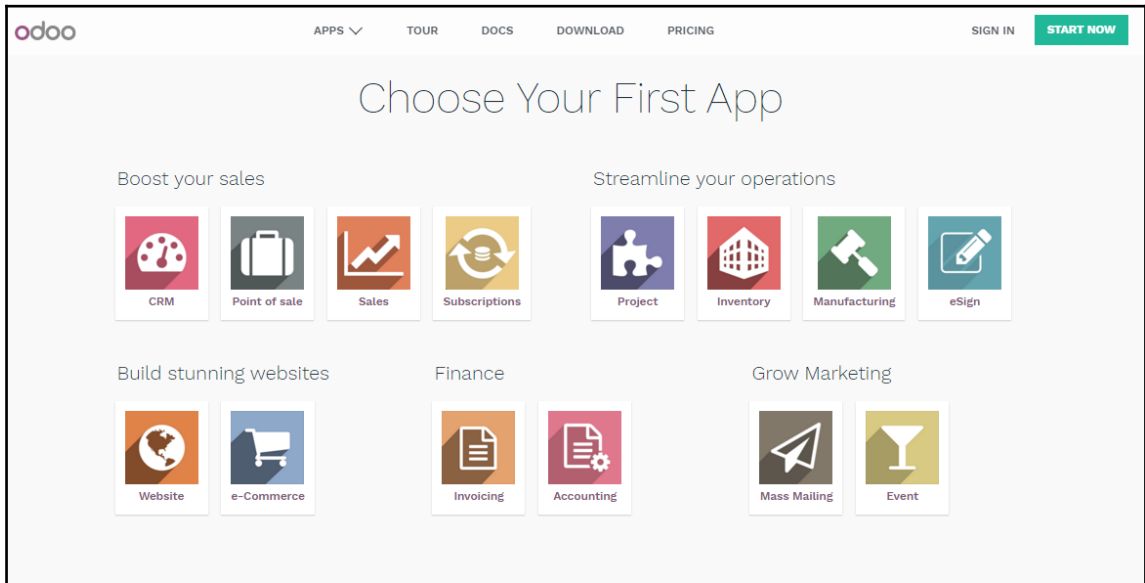 odoo APPS TOUR DOCS DOWNLOAD PRICING SIGN IN START NOW
Choose Your First App
Boost your sales
CRM Point of sale Sales Subscriptions
Streamline your operations
Project Inventory Manufacturing eSign
Build stunning websites
Website e-Commerce
Finance
Invoicing Accounting
Grow Marketing
Mass Mailing Event